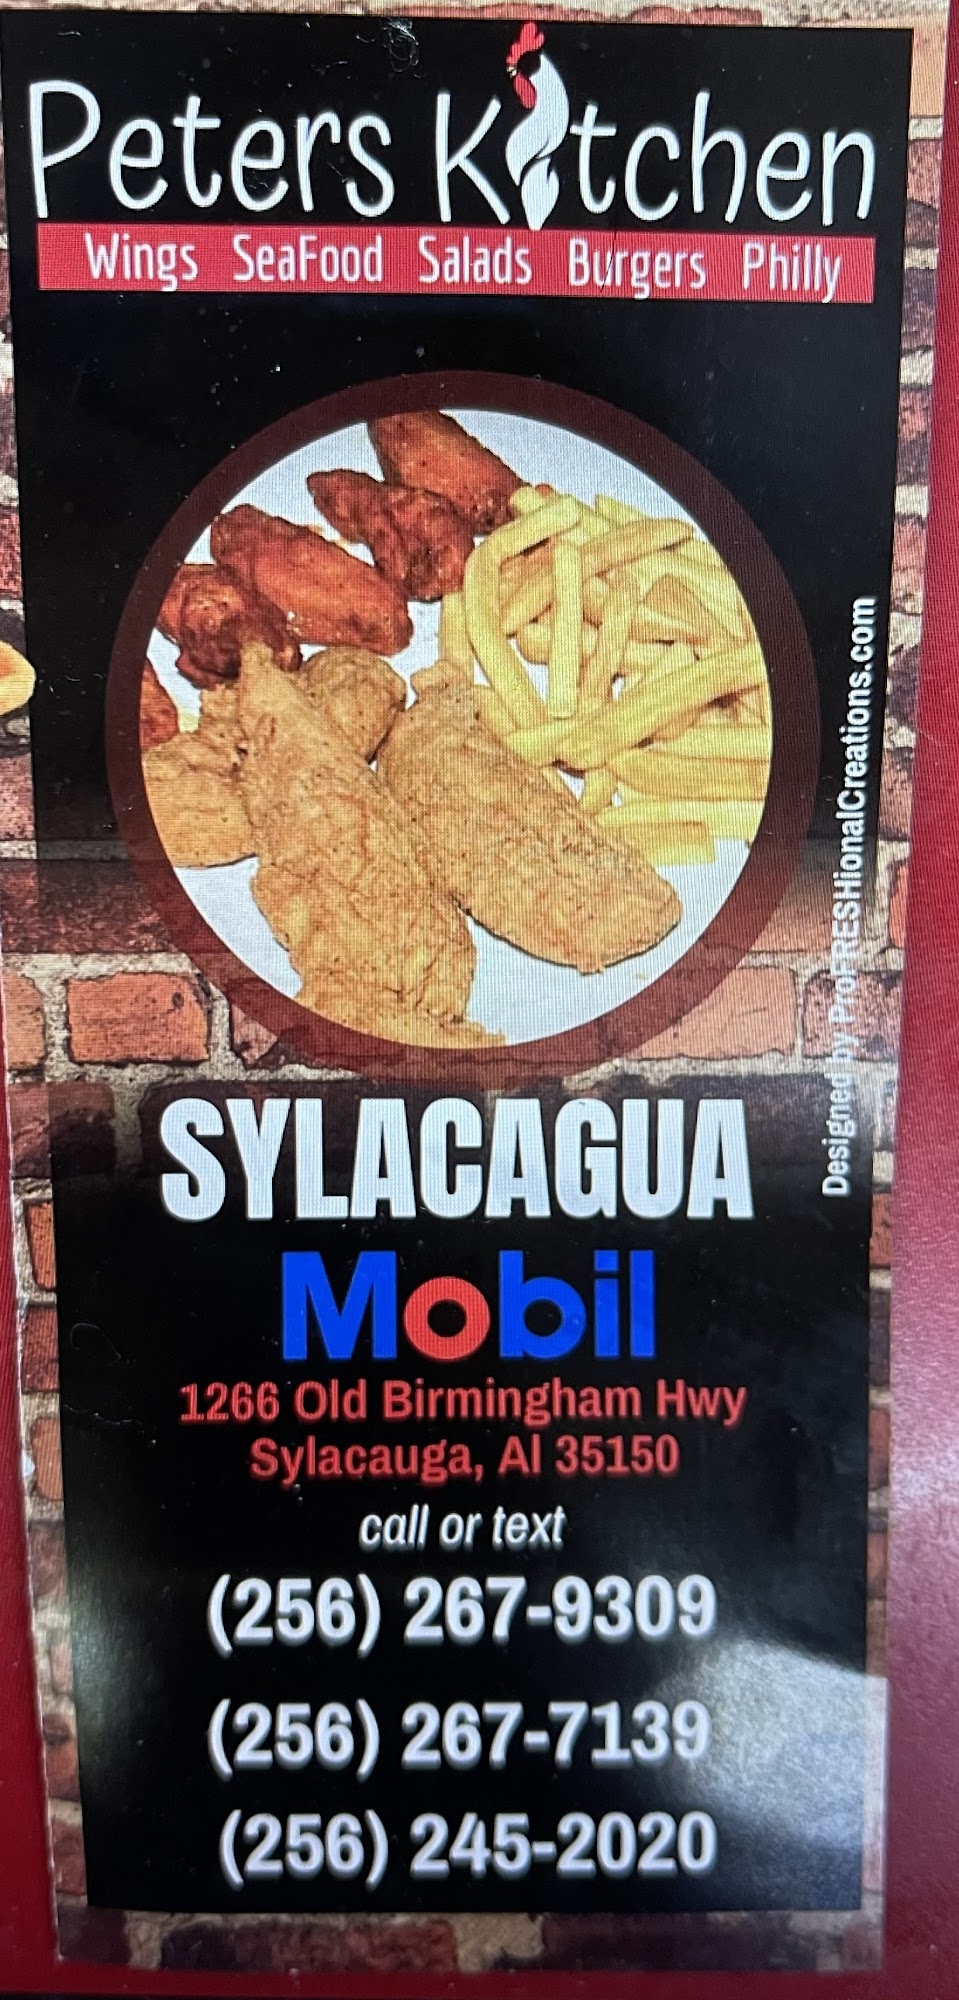 Peters Kitchen
Wings SeaFood Salads Burgers Philly
Designed by ProFRESHionalCreations.com
SYLACAGUA
Mobil
1266 Old Birmingham Hwy
Sylacauga, Al 35150
call or text
(256) 267-9309
(256) 267-7139
(256) 245-2020